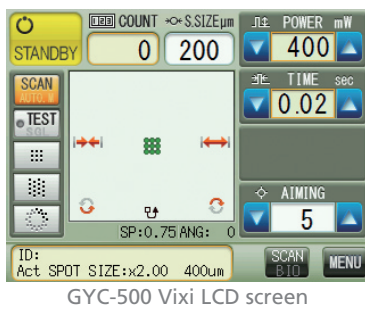 COUNT S.SIZEµm POWER mW
STANDBY 0 200 400
SCAN TIME sec
AUTO. M
TEST 0.02
SOL.
AIMING
SP:0.75 ANG: 0 5
ID:
Act SPOT SIZE:x2.00 400um
SCAN
BIO
MENU
GYC-500 Vixi LCD screen